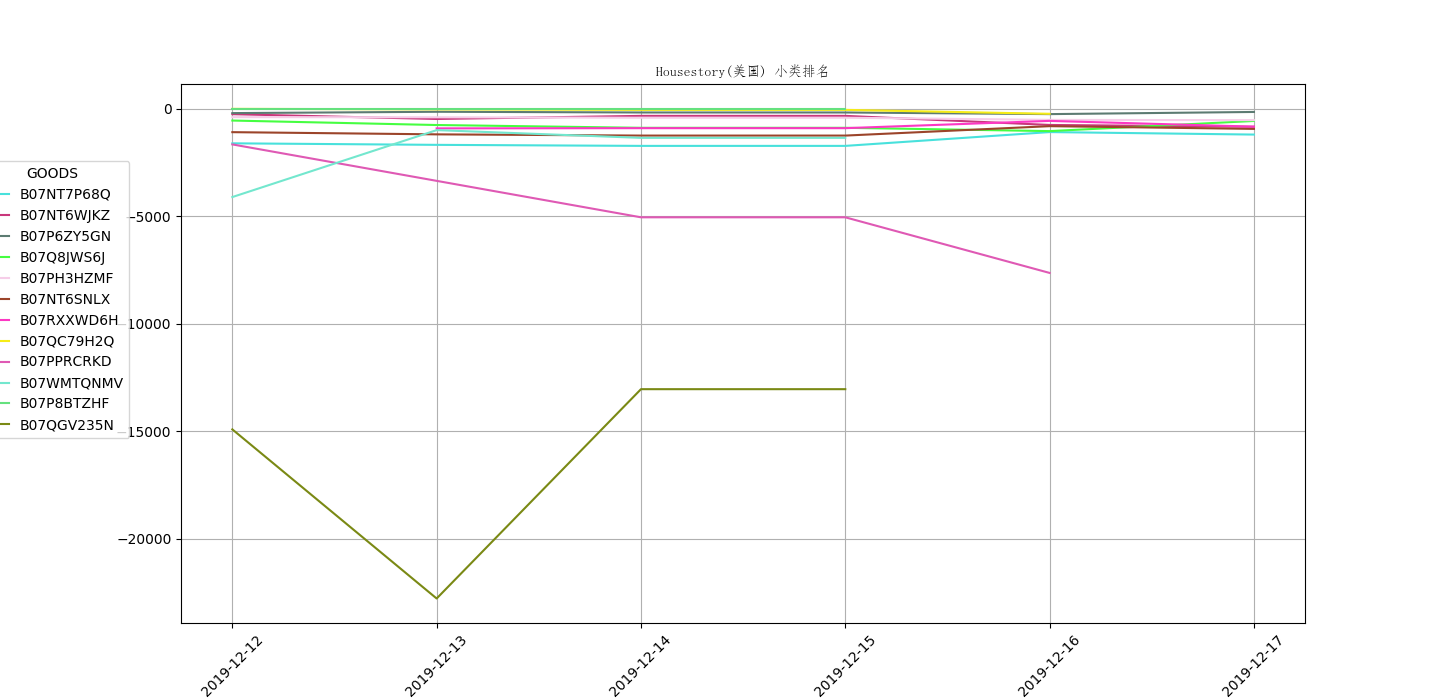 Housestory(美国) 小类排名
GOODS
B07NT7P68Q
B07NT6WJKZ
B07P6ZY5GN
B07Q8JWS6J
B07PH3HZMF
B07NT6SNLX
B07RXXWD6H
B07QC79H2Q
B07PPRCRKD
B07WMTQNMV
B07P8BTZHF
B07QGV235N
0
−5000
10000
15000
−20000
2019-12-12
2019-12-13
2019-12-14
2019-12-15
2019-12-16
2019-12-17